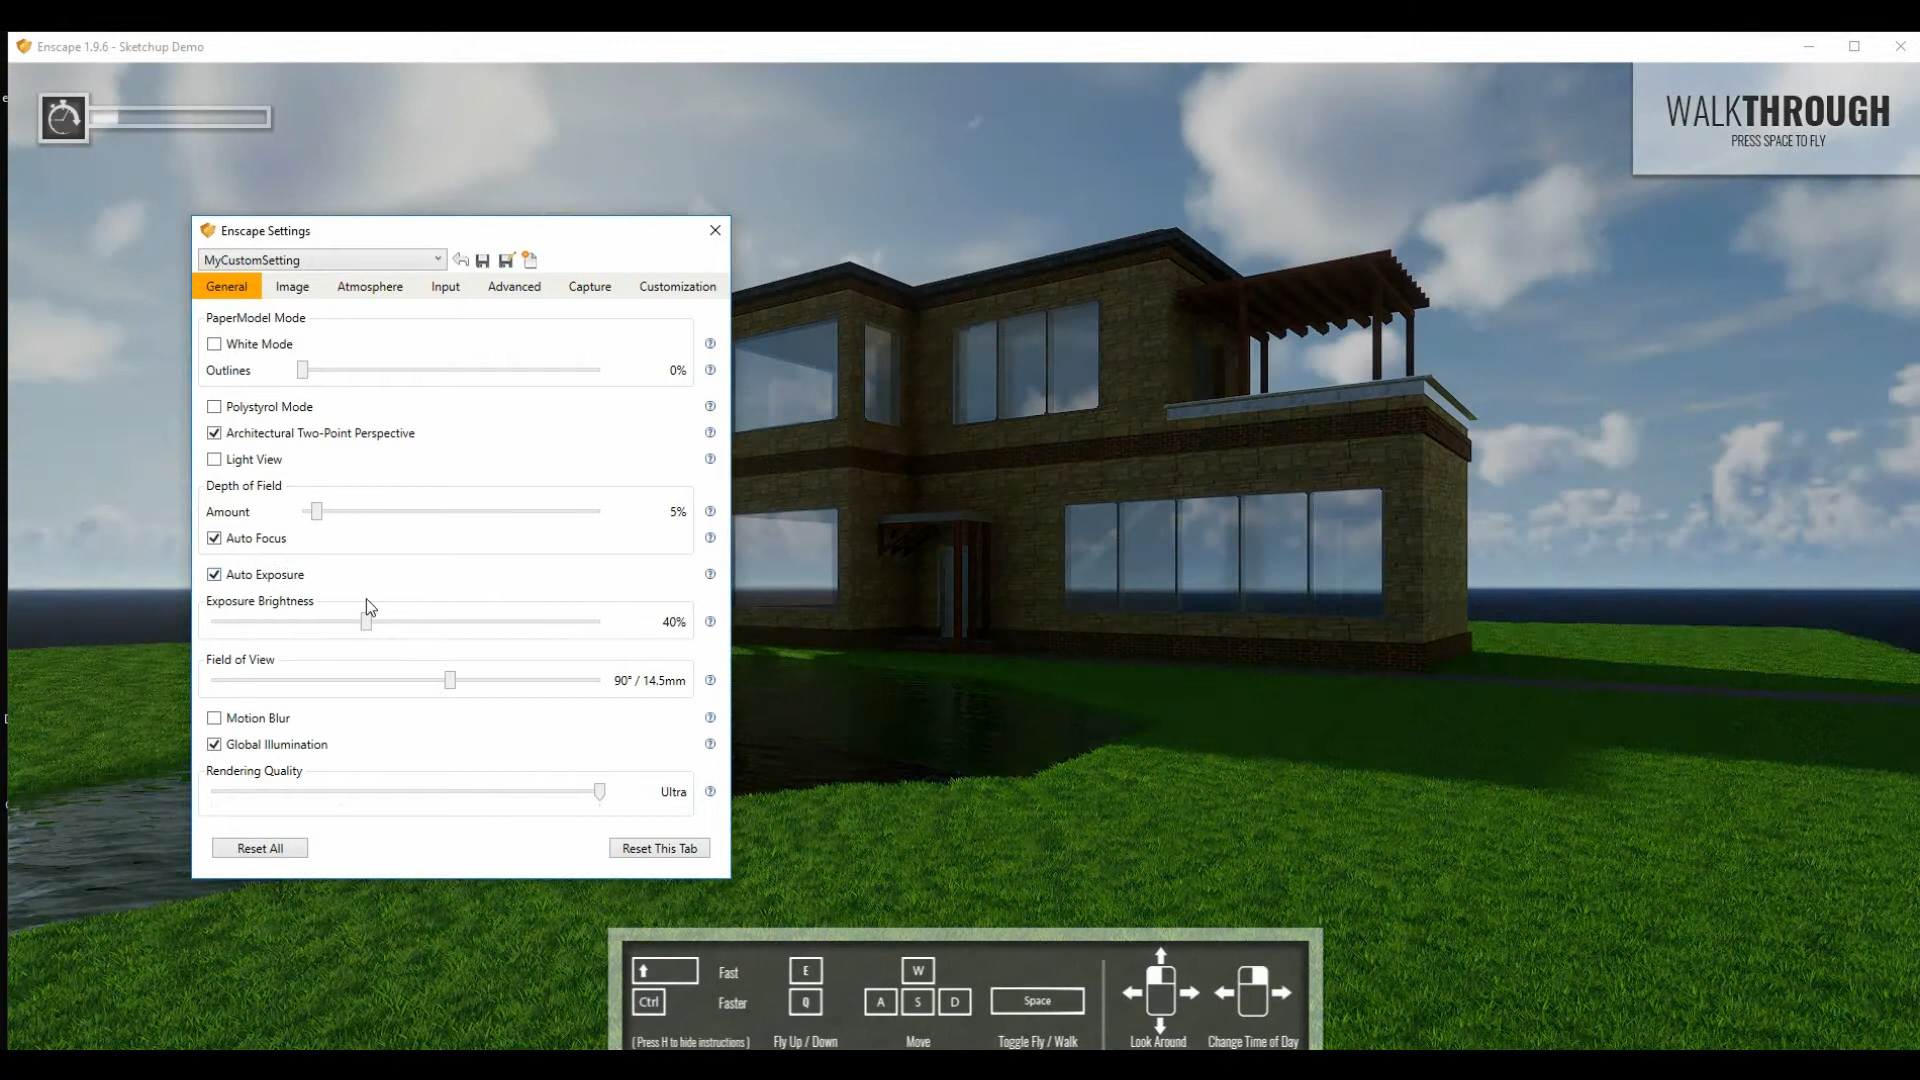 Enscape 1.9.6 - Sketchup Demo
WALKTHROUGH
PRESS SPACE TO FLY
Enscape Settings
MyCustomSetting
General Image Atmosphere Input Advanced Capture Customization
PaperModel Mode
White Mode
Outlines 0%
Polystyrol Mode
Architectural Two-Point Perspective
Light View
Depth of Field
Amount 5%
Auto Focus
Auto Exposure
Exposure Brightness
40%
Field of View
90° / 14.5mm
Motion Blur
Global Illumination
Rendering Quality
Ultra
Reset All Reset This Tab
Fast E W
Ctrl Faster Q A S D Space
( Press H to hide instructions ) Fly Up / Down Move Toggle Fly / Walk Look Around Change Time of Day